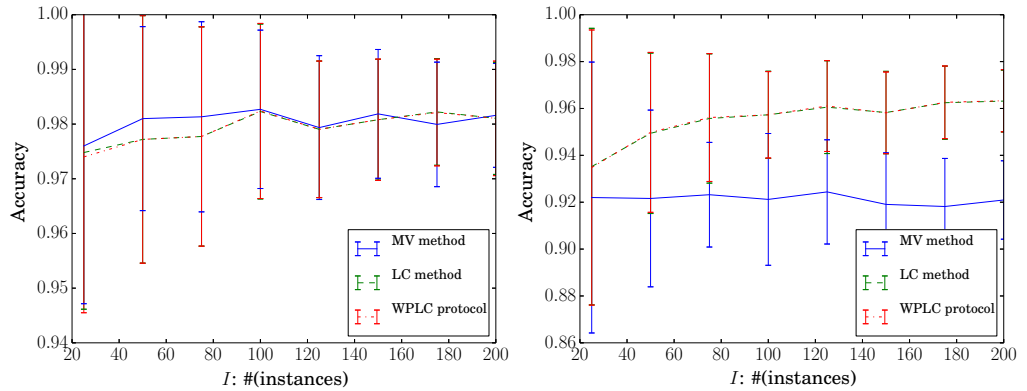 1.00
0.99
0.98
0.97
0.96
0.95
0.94
Accuracy
20 40 60 80 100 120 140 160 180 200
I: #(instances)
MV method
LC method
WPLC protocol
1.00
0.98
0.96
0.94
0.92
0.90
0.88
0.86
Accuracy
20 40 60 80 100 120 140 160 180 200
I: #(instances)
MV method
LC method
WPLC protocol